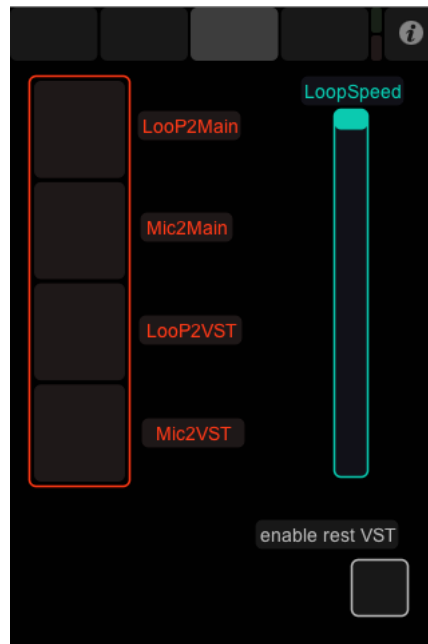 i
LoopSpeed
LooP2Main
Mic2Main
LooP2VST
Mic2VST
enable rest VST